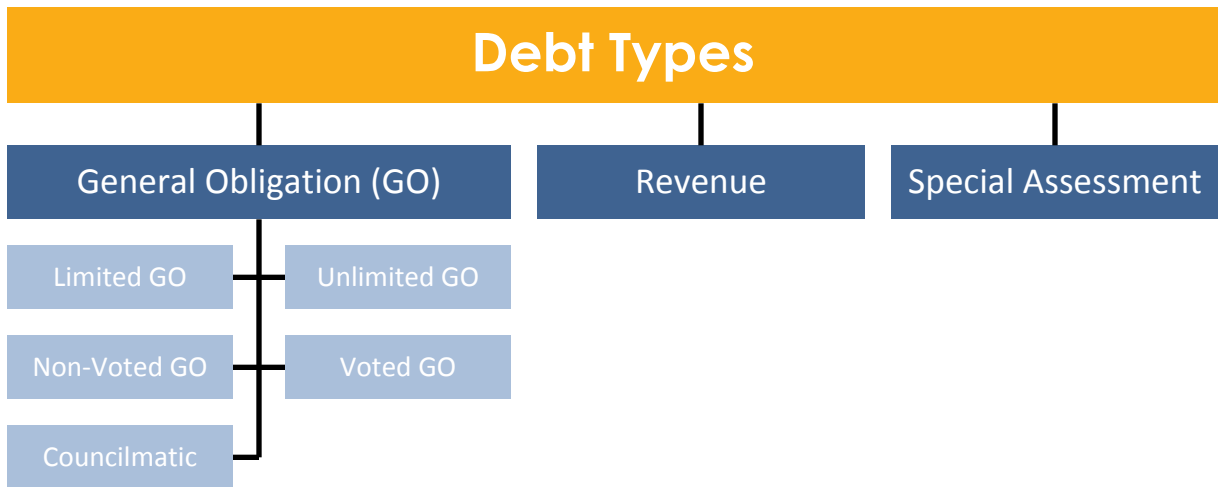 Debt Types
General Obligation (GO)
Revenue
Special Assessment
Limited GO
Unlimited GO
Non-Voted GO
Voted GO
Councilmatic